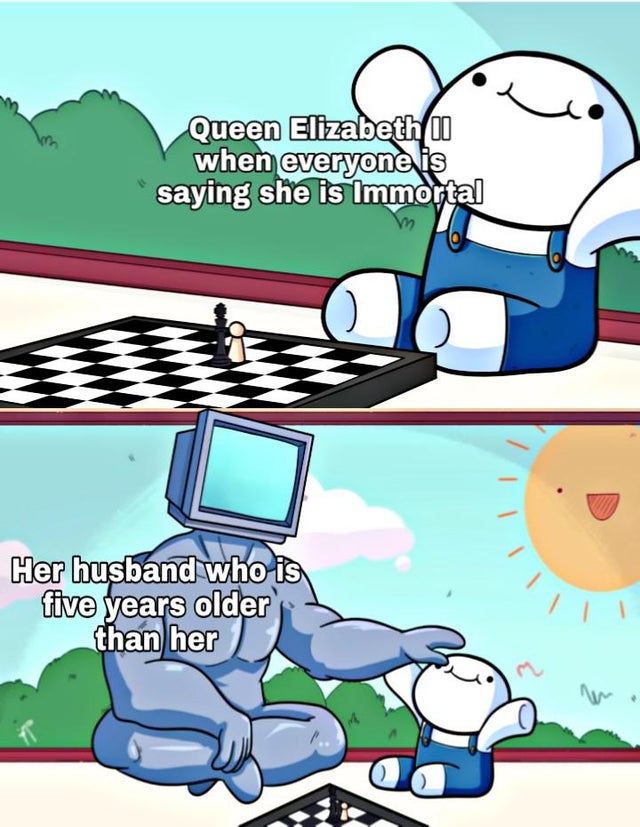 Queen Elizabeth II
when everyone is
saying she is Immortal
Her husband who is
five years older
than her